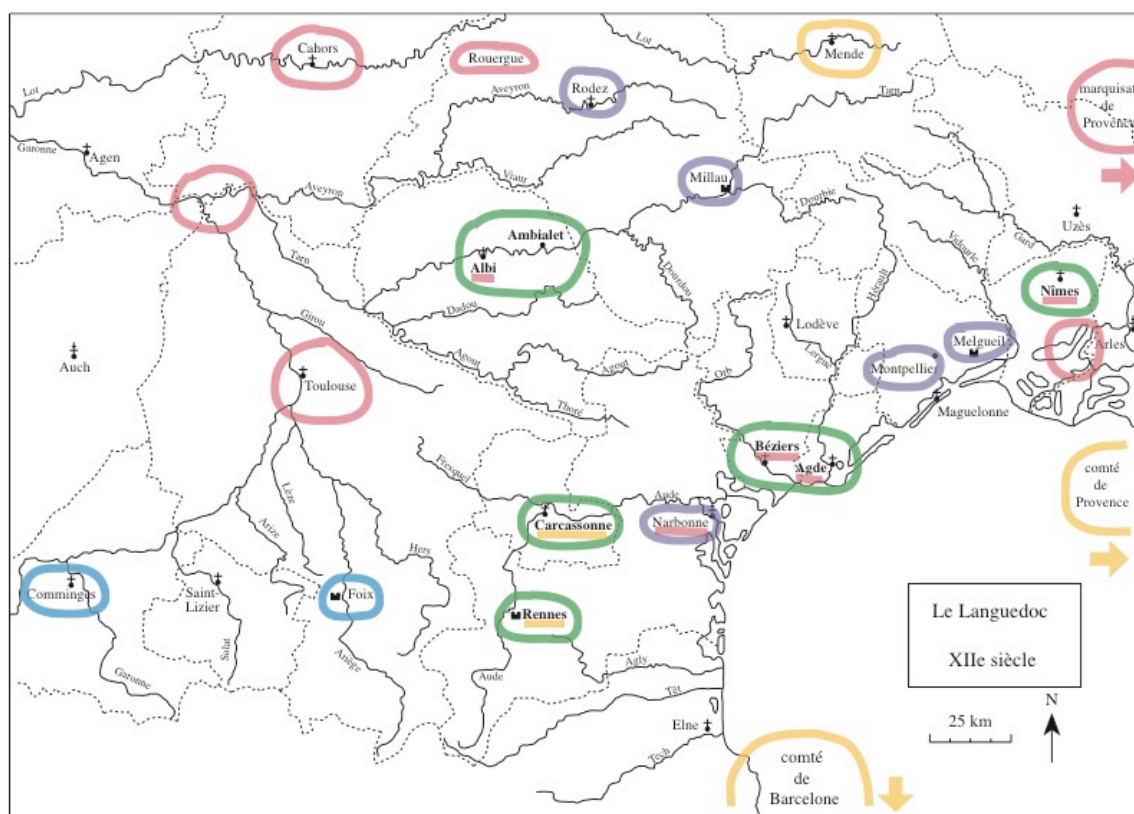 Cahors
Rouergue
Lot
Mende
Rodez
Aveyron
Tarn
marquisat
de
Provence
Lot
Garonne
Agen
Aveyron
Viaur
Millau
Dourbie
Uzès
Gard
Vidourle
Ambialet
Albi
Tarn
Dadou
Dourdou
Hérault
Nîmes
Auch
Girou
Agout
Agout
Lodève
Lergue
Melgueil
Arles
Toulouse
Orb
Montpellier
Maguelonne
Thoré
Béziers
Agde
Fresquel
Lèze
Arize
Aude
Carcassonne
Narbonne
comté
de
Provence
Hers
Comminges
Saint-
Lizier
Foix
Rennes
Salat
Ariège
Garonne
Aude
Agly
Têt
Elne
Tech
Le Languedoc
XIIe siècle
25 km
N
comté
de
Barcelone